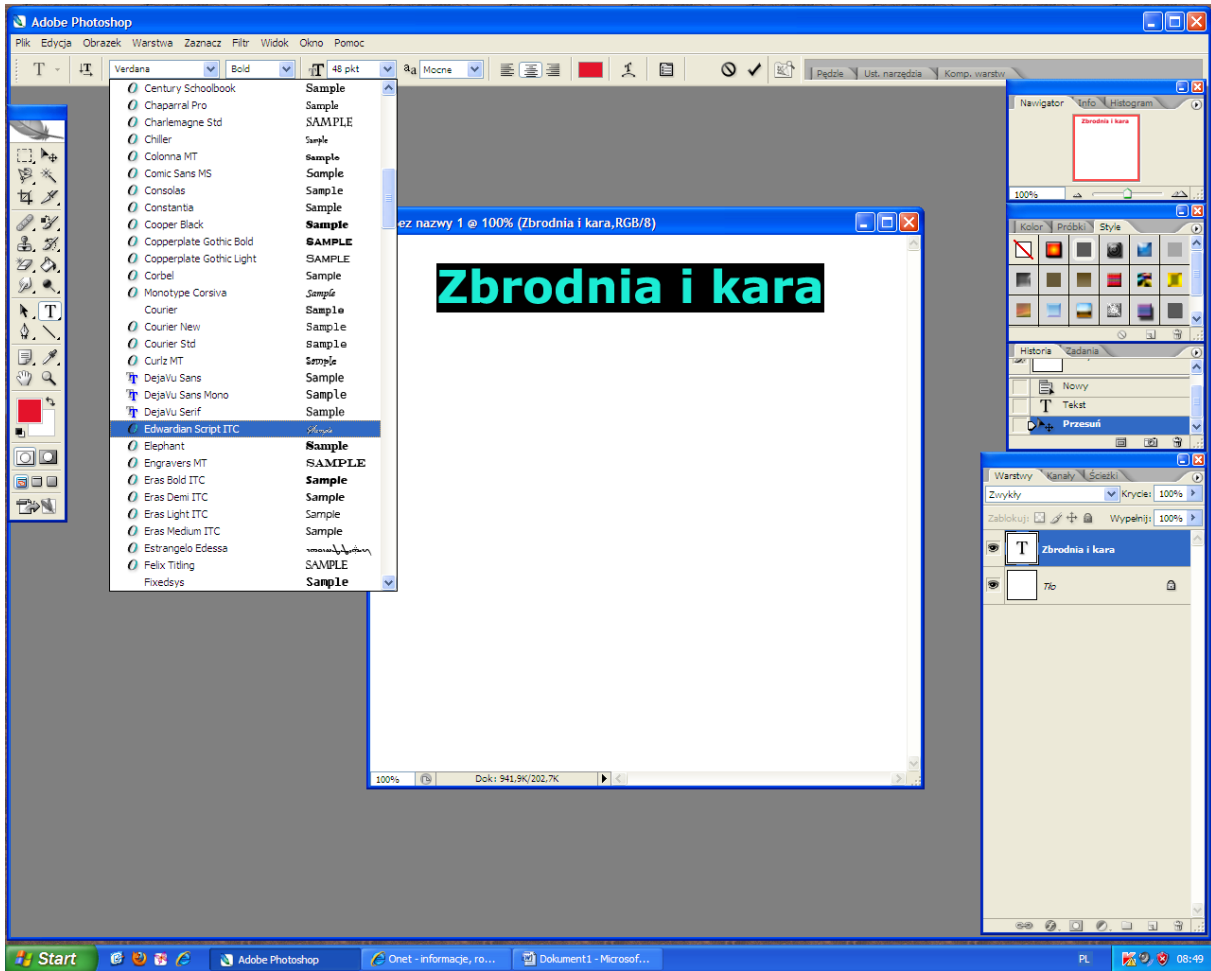 Adobe Photoshop
Plik Edycja Obrazek Warstwa Zaznacz Filtr Widok Okno Pomoc
T Verdana Bold T 48 pkt aa Mocne Pędzle Ust. narzędzia Komp. warstw
Century Schoolbook Sample
Chaparral Pro Sample
Charlemagne Std SAMPLE
Chiller Sample
Colonna MT Sample
Comic Sans MS Sample
Consolas Sample
Constantia Sample
Cooper Black Sample
Copperplate Gothic Bold SAMPLE
Copperplate Gothic Light SAMPLE
Corbel Sample
Monotype Corsiva Sample
Courier Sample
Courier New Sample
Courier Std Sample
Curlz MT Sample
DejaVu Sans Sample
DejaVu Sans Mono Sample
DejaVu Serif Sample
Edwardian Script ITC Sample
Elephant Sample
Engravers MT SAMPLE
Eras Bold ITC Sample
Eras Demi ITC Sample
Eras Light ITC Sample
Eras Medium ITC Sample
Estrangelo Edessa
Felix Titling SAMPLE
Fixedsys Sample
ez nazwy 1 @ 100% (Zbrodnia i kara,RGB/8)
Zbrodnia i kara
100% Dok: 941,9K/202,7K
Nawigator Info Histogram
Zbrodnia i kara
100%
Kolor Próbki Style
Historia Zadania
Nowy
T Tekst
Przesuń
Warstwy Kanały Ścieżki
Zwykły Krycie: 100%
Zablokuj: Wypełnij: 100%
T Zbrodnia i kara
Tło
Start Adobe Photoshop Onet - informacje, ro... Dokument1 - Microsof... PL 08:49